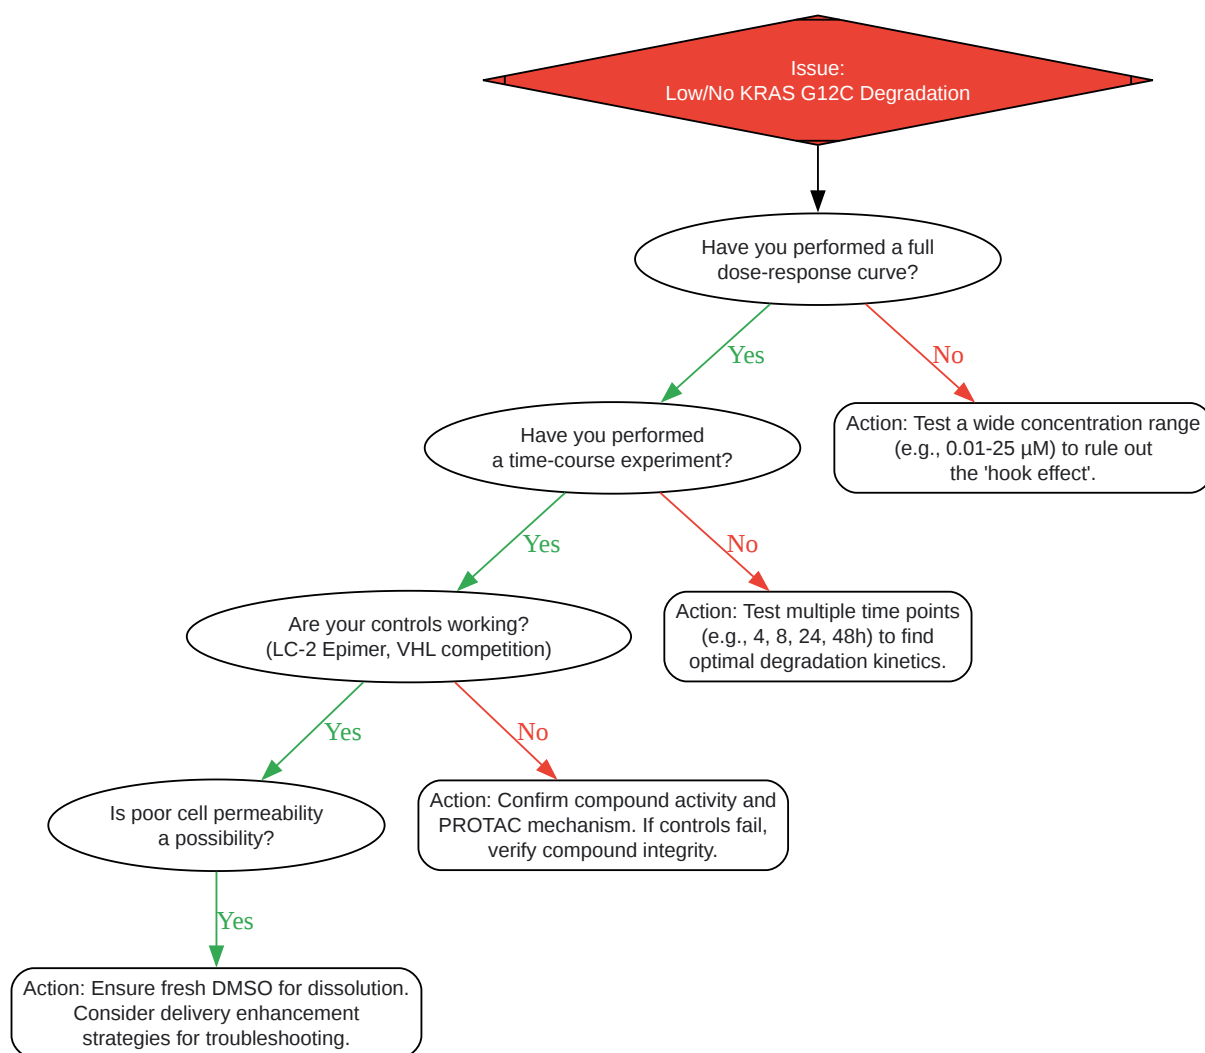 Issue:
Low/No KRAS G12C Degradation
Have you performed a full
dose-response curve?
Yes
No
Have you performed
a time-course experiment?
Action: Test a wide concentration range
(e.g., 0.01-25 µM) to rule out
the 'hook effect'.
Yes
No
Are your controls working?
(LC-2 Epimer, VHL competition)
Action: Test multiple time points
(e.g., 4, 8, 24, 48h) to find
optimal degradation kinetics.
Yes
No
Is poor cell permeability
a possibility?
Action: Confirm compound activity and
PROTAC mechanism. If controls fail,
verify compound integrity.
Yes
Action: Ensure fresh DMSO for dissolution.
Consider delivery enhancement
strategies for troubleshooting.